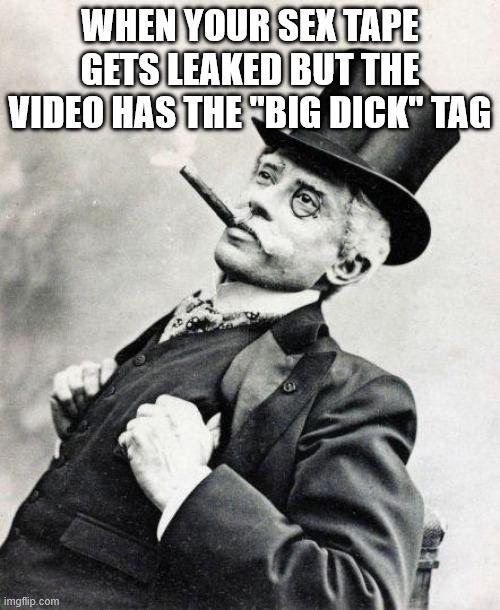 WHEN YOUR SEX TAPE
GETS LEAKED BUT THE
VIDEO HAS THE "BIG DICK" TAG
imgflip.com